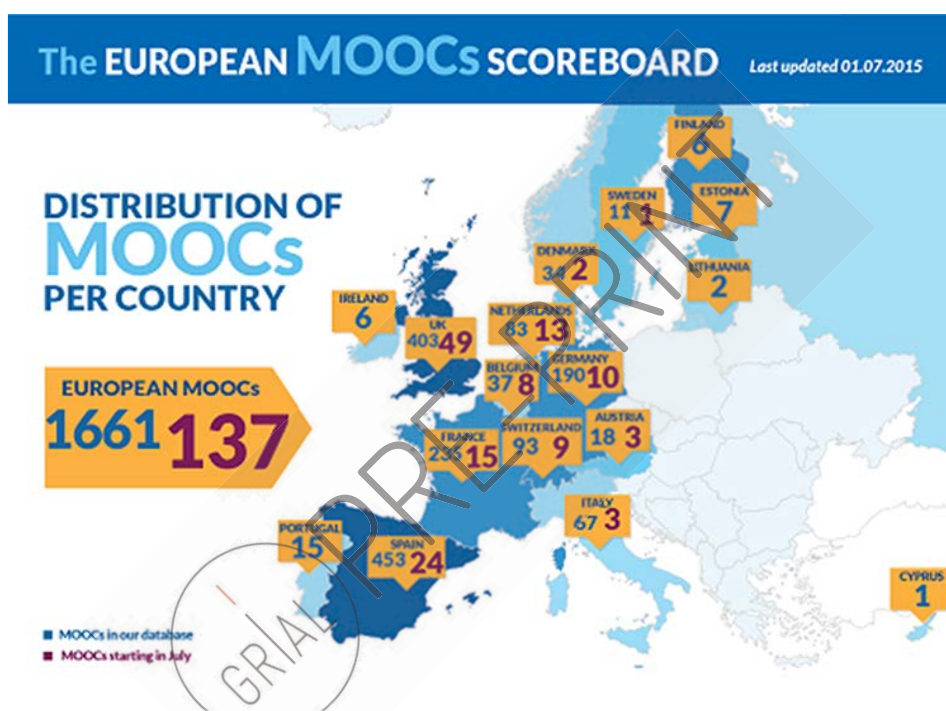 The EUROPEAN MOOCs SCOREBOARD
Last updated 01.07.2015
DISTRIBUTION OF
MOOCs
PER COUNTRY
EUROPEAN MOOCs
1661 137
FINLAND
6
SWEDEN
11 1
ESTONIA
7
DENMARK
34 2
LITHUANIA
2
IRELAND
6
UK
403 49
NETHERLANDS
83 13
BELGIUM
37 8
GERMANY
190 10
FRANCE
235 15
SWITZERLAND
93 9
AUSTRIA
18 3
ITALY
67 3
PORTUGAL
15
SPAIN
453 24
CYPRUS
1
MOOCs in our database
MOOCs starting in July
GRIAL PREPRINT